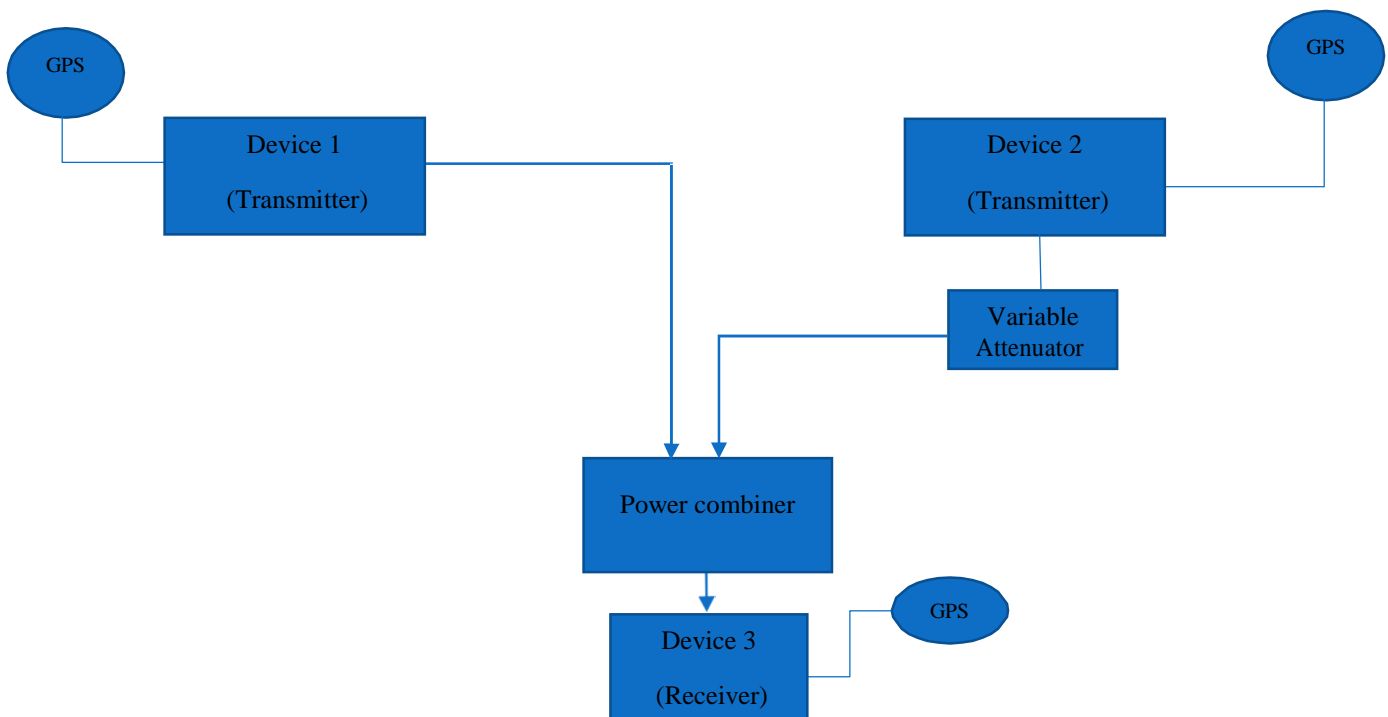 GPS
GPS
Device 1
(Transmitter)
Device 2
(Transmitter)
Variable
Attenuator
Power combiner
Device 3
(Receiver)
GPS